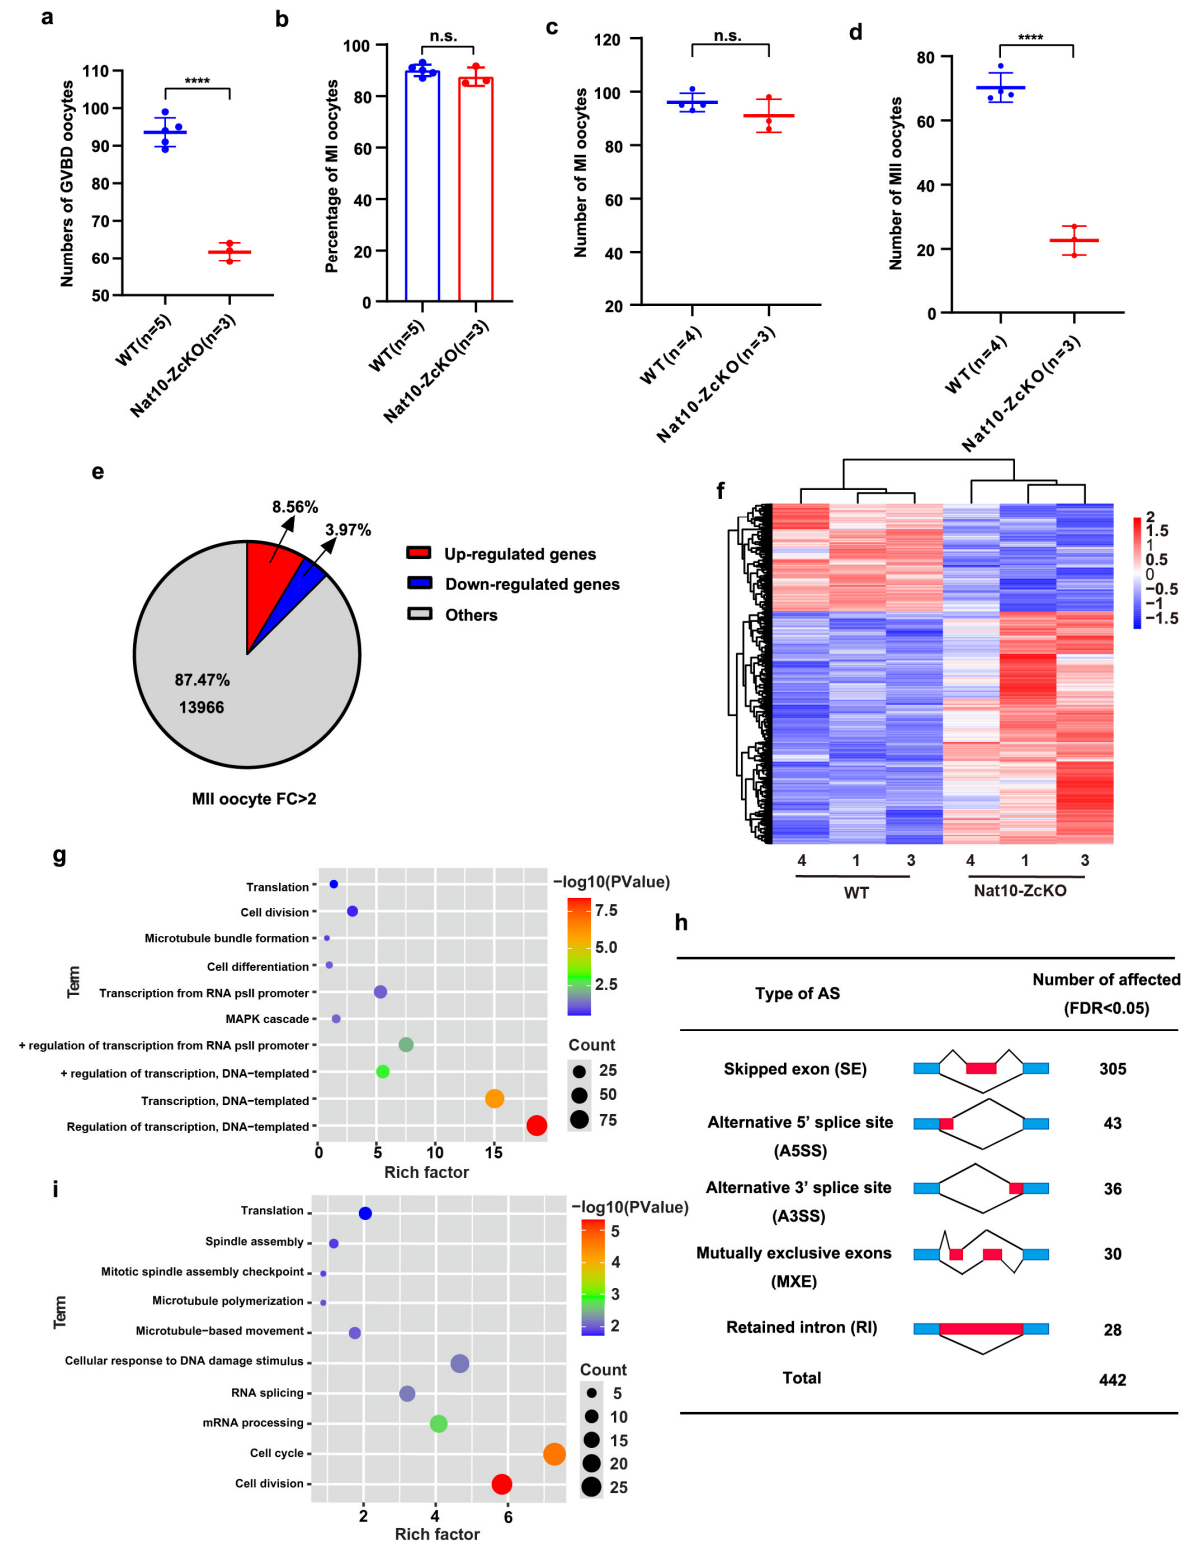 a
Numbers of GVBD oocytes
110
100
90
80
70
60
50
****
WT(n=5)
Nat10-ZcKO(n=3)
b
Percentage of MI oocytes
100
80
60
40
20
0
n.s.
WT(n=5)
Nat10-ZcKO(n=3)
c
Number of MI oocytes
120
100
80
60
40
20
n.s.
WT(n=4)
Nat10-ZcKO(n=3)
d
Number of MII oocytes
80
60
40
20
0
****
WT(n=4)
Nat10-ZcKO(n=3)
e
8.56%
3.97%
87.47%
13966
Up-regulated genes
Down-regulated genes
Others
MII oocyte FC>2
f
2
1.5
1
0.5
0
−0.5
−1
−1.5
4 1 3 4 1 3
WT Nat10-ZcKO
g
Term
Translation
Cell division
Microtubule bundle formation
Cell differentiation
Transcription from RNA psII promoter
MAPK cascade
+ regulation of transcription from RNA psII promoter
+ regulation of transcription, DNA−templated
Transcription, DNA−templated
Regulation of transcription, DNA−templated
0 5 10 15
Rich factor
−log10(PValue)
7.5
5.0
2.5
Count
25
50
75
h
Type of AS
Number of affected
(FDR<0.05)
Skipped exon (SE) 305
Alternative 5’ splice site 43
(A5SS)
Alternative 3’ splice site 36
(A3SS)
Mutually exclusive exons 30
(MXE)
Retained intron (RI) 28
Total 442
i
Term
Translation
Spindle assembly
Mitotic spindle assembly checkpoint
Microtubule polymerization
Microtubule−based movement
Cellular response to DNA damage stimulus
RNA splicing
mRNA processing
Cell cycle
Cell division
2 4 6
Rich factor
−log10(PValue)
5
4
3
2
Count
5
10
15
20
25